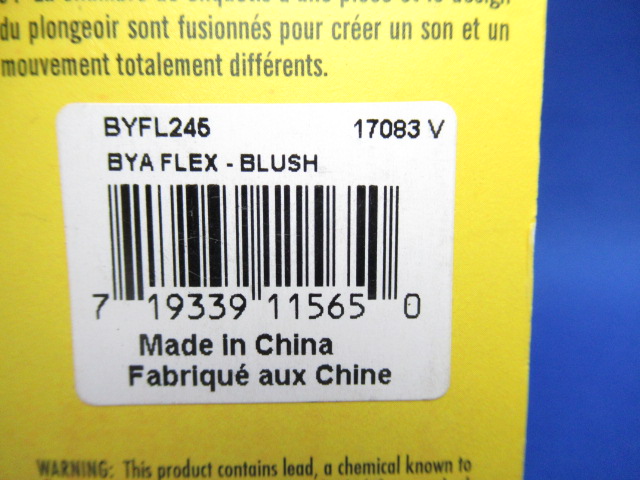 du plongeoir sont fusionnés pour créer un son et un
mouvement totalement différents.
BYFL245 17083 V
BYA FLEX - BLUSH
7 19339 11565 0
Made in China
Fabriqué aux Chine
WARNING: This product contains lead, a chemical known to